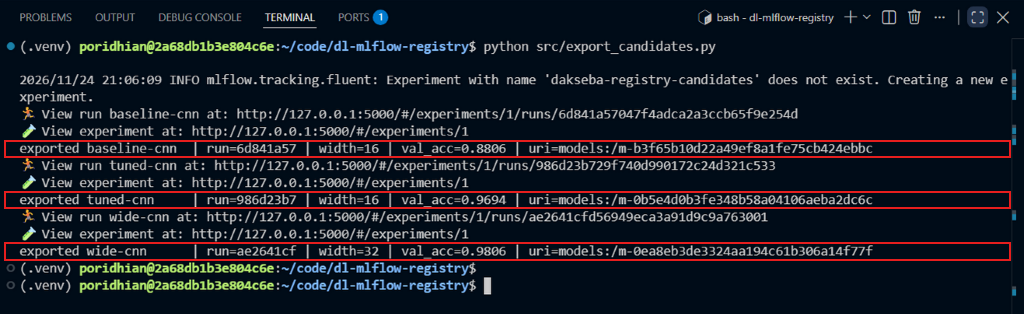 PROBLEMS OUTPUT DEBUG CONSOLE TERMINAL PORTS 1 bash - dl-mlflow-registry
(.venv) poridhian@2a68db1b3e804c6e:~/code/dl-mlflow-registry$ python src/export_candidates.py
2026/11/24 21:06:09 INFO mlflow.tracking.fluent: Experiment with name 'dakseba-registry-candidates' does not exist. Creating a new e
xperiment.
🏃 View run baseline-cnn at: http://127.0.0.1:5000/#/experiments/1/runs/6d841a57047f4adca2a3ccb65f9e254d
🧪 View experiment at: http://127.0.0.1:5000/#/experiments/1
exported baseline-cnn | run=6d841a57 | width=16 | val_acc=0.8806 | uri=models:/m-b3f65b10d22a49ef8a1fe75cb424ebbc
🏃 View run tuned-cnn at: http://127.0.0.1:5000/#/experiments/1/runs/986d23b729f740d990172c24d321c533
🧪 View experiment at: http://127.0.0.1:5000/#/experiments/1
exported tuned-cnn | run=986d23b7 | width=16 | val_acc=0.9694 | uri=models:/m-0b5e4d0b3fe348b58a04106aeba2dc6c
🏃 View run wide-cnn at: http://127.0.0.1:5000/#/experiments/1/runs/ae2641cfd56949eca3a91d9c9a763001
🧪 View experiment at: http://127.0.0.1:5000/#/experiments/1
exported wide-cnn | run=ae2641cf | width=32 | val_acc=0.9806 | uri=models:/m-0ea8eb3de3324aa194c61b306a14f77f
(.venv) poridhian@2a68db1b3e804c6e:~/code/dl-mlflow-registry$
(.venv) poridhian@2a68db1b3e804c6e:~/code/dl-mlflow-registry$